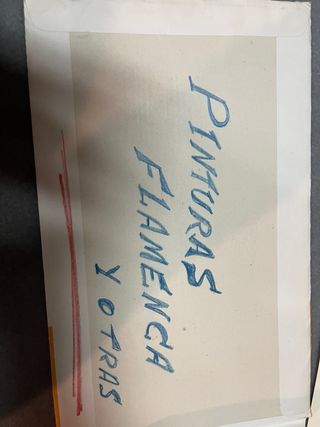 PINTURAS
FLAMENCA
Y OTRAS